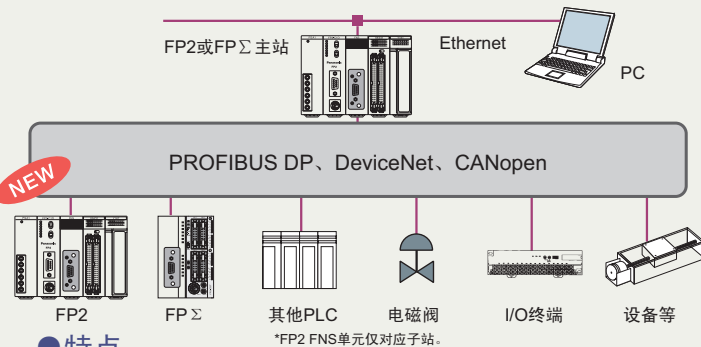 FP2或FPΣ主站
Ethernet
PC
PROFIBUS DP、DeviceNet、CANopen
NEW
FP2
FPΣ
其他PLC
电磁阀
I/O终端
设备等
*FP2 FNS单元仅对应子站。
●特点